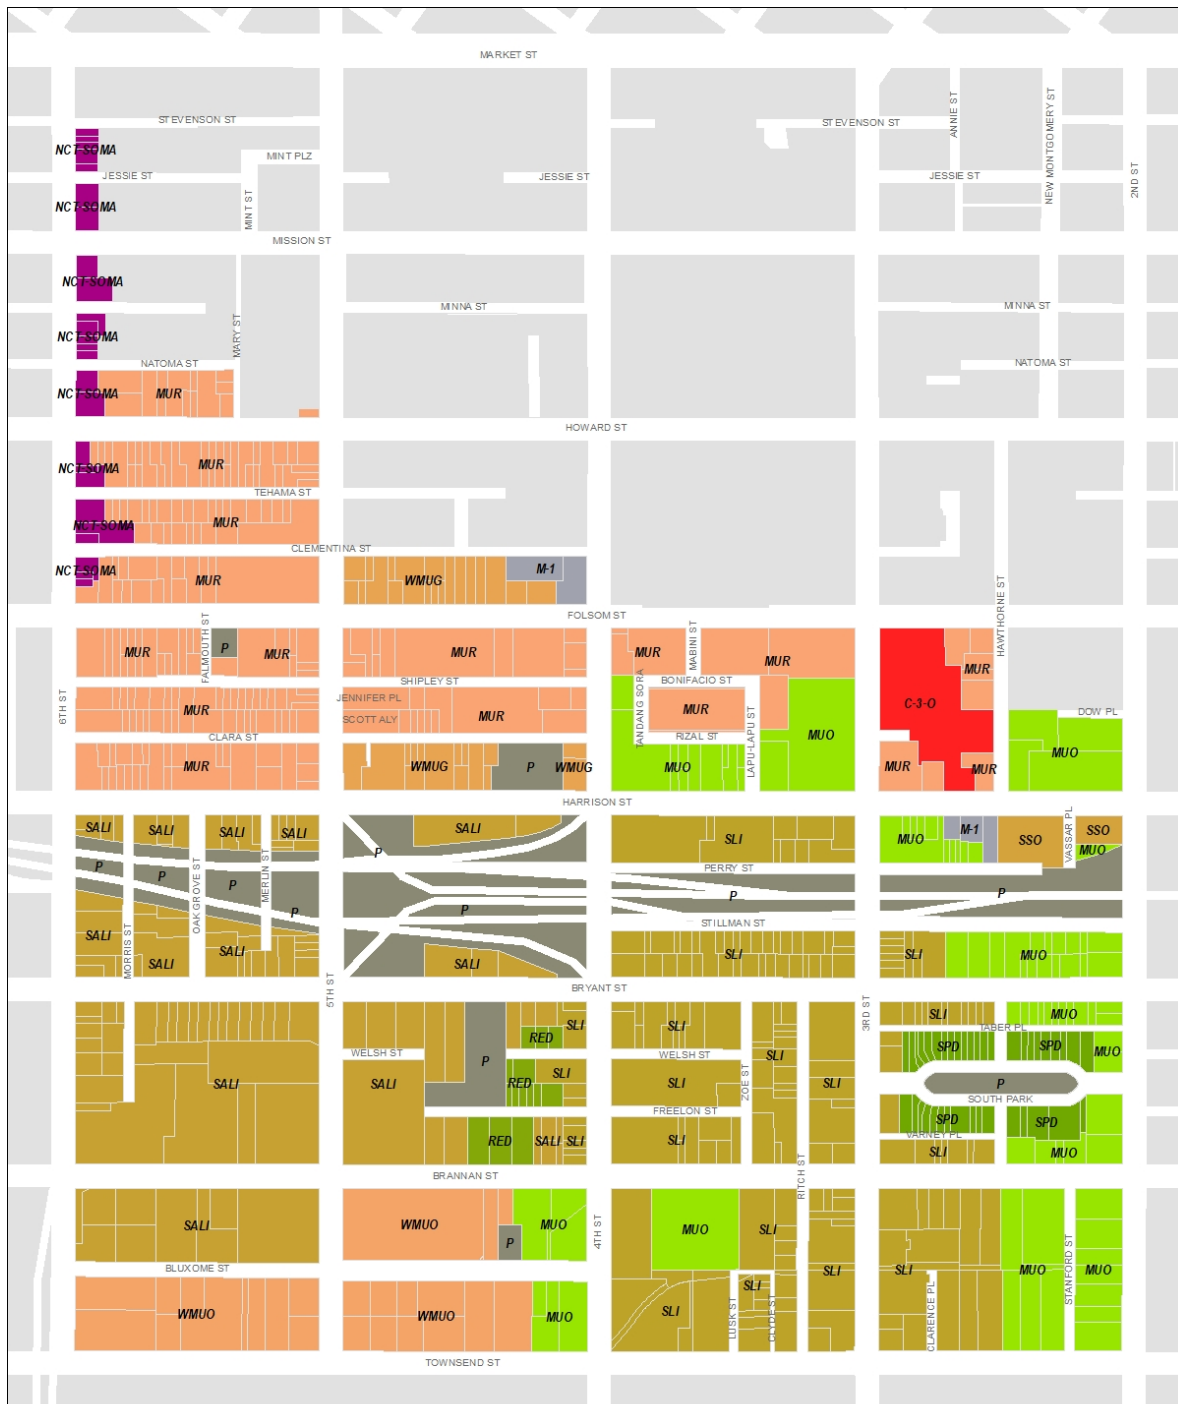 MARKET ST
STEVENSON ST
STEVENSON ST
ANNIE ST
NEW MONTGOMERY ST
2ND ST
NCT-SOMA
MINT PLZ
JESSIE ST
JESSIE ST
JESSIE ST
MINT ST
NCT-SOMA
MISSION ST
NCT-SOMA
MINNA ST
MINNA ST
NCT-SOMA
MARY ST
NATOMA ST
NATOMA ST
NCT-SOMA
MUR
HOWARD ST
NCT-SOMA
MUR
TEHAMA ST
NCT-SOMA
MUR
CLEMENTINA ST
NCT-SOMA
MUR
WMUG
M-1
HAWTHORNE ST
FOLSOM ST
FALMOUTH ST
MABINI ST
MUR
P
MUR
MUR
MUR
MUR
MUR
SHIPLEY ST
BONIFACIO ST
6TH ST
JENNIFER PL
SCOTT ALY
MUR
MUR
TANDANG SORA
MUR
LAPU-LAPU ST
C-3-O
DOW PL
CLARA ST
RIZAL ST
MUO
MUO
MUR
WMUG
P
WMUG
MUO
MUR
MUR
HARRISON ST
SALI
SALI
SALI
SALI
SALI
SLI
MUO
M-1
SSO
VASSAR PL
SSO
MUO
P
P
P
P
P
P
PERRY ST
P
P
P
OAK GROVE ST
MERLIN ST
STILLMAN ST
MORRIS ST
SALI
SALI
SALI
SALI
SLI
SLI
MUO
5TH ST
BRYANT ST
3RD ST
SLI
RED
SLI
SLI
MUO
TABER PL
WELSH ST
P
WELSH ST
SLI
SPD
SPD
MUO
SALI
SALI
RED
SLI
SLI
ZOE ST
SLI
P
SOUTH PARK
FREELON ST
RED
SALI
SLI
SLI
SPD
SPD
VARNEY PL
SLI
MUO
BRANNAN ST
RITCH ST
SALI
WMUO
P
MUO
4TH ST
MUO
SLI
BLUXOME ST
SLI
SLI
SLI
MUO
STANFORD ST
MUO
WMUO
WMUO
MUO
SLI
LUSK ST
CLYDE ST
CLARENCE PL
TOWNSEND ST